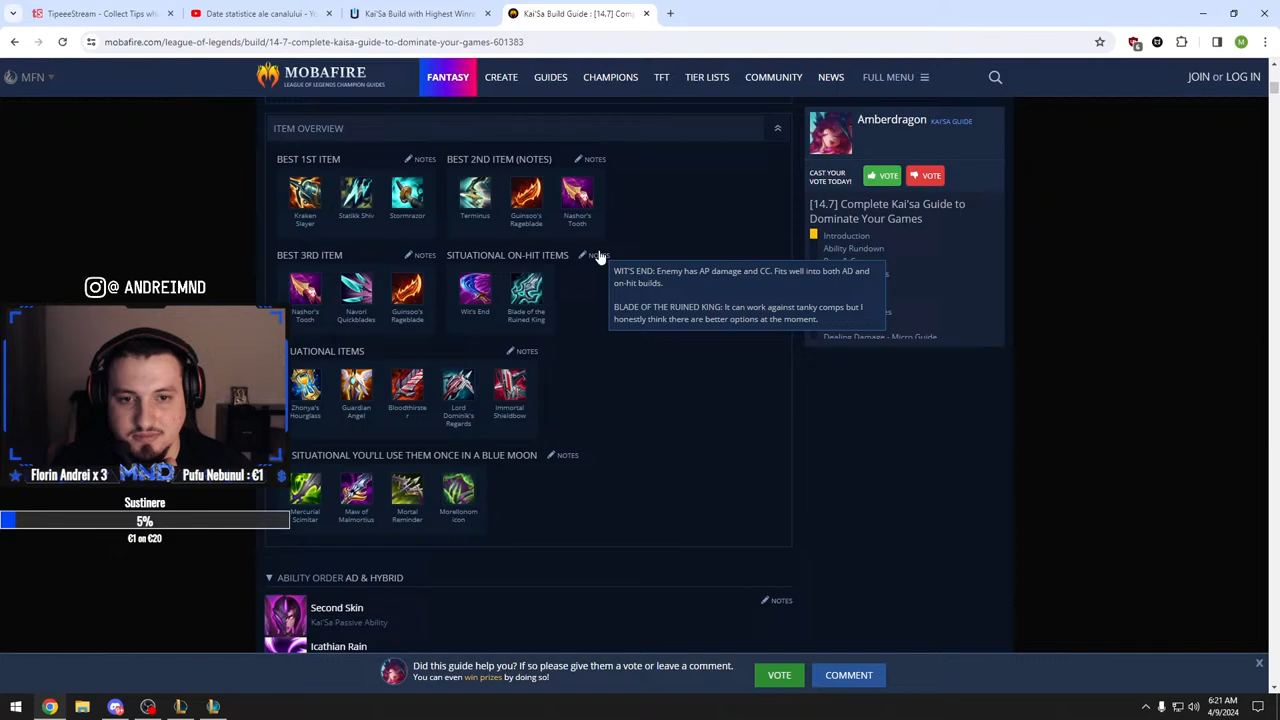 TipeeStream - Collect Tips wh
Date statistice ale canalului - Yo
Kai'Sa Build with Highest Winra
Kai'Sa Build Guide : [14.7] Comp
mobafire.com/league-of-legends/build/14-7-complete-kaisa-guide-to-dominate-your-games-601383
6
M
MFN
MOBAFIRE
LEAGUE OF LEGENDS CHAMPION GUIDES
FANTASY
CREATE
GUIDES
CHAMPIONS
TFT
TIER LISTS
COMMUNITY
NEWS
FULL MENU
JOIN or LOG IN
ITEM OVERVIEW
BEST 1ST ITEM
NOTES
BEST 2ND ITEM (NOTES)
NOTES
Kraken Slayer
Statikk Shiv
Stormrazor
Terminus
Guinsoo's Rageblade
Nashor's Tooth
BEST 3RD ITEM
NOTES
SITUATIONAL ON-HIT ITEMS
NOTES
Nashor's Tooth
Navori Quickblades
Guinsoo's Rageblade
Wit's End
Blade of the Ruined King
WIT'S END: Enemy has AP damage and CC. Fits well into both AD and
on-hit builds.
BLADE OF THE RUINED KING: It can work against tanky comps but I
honestly think there are better options at the moment.
UATIONAL ITEMS
NOTES
Zhonya's Hourglass
Guardian Angel
Bloodthirste r
Lord Dominik's Regards
Immortal Shieldbow
SITUATIONAL YOU'LL USE THEM ONCE IN A BLUE MOON
NOTES
Mercurial Scimitar
Maw of Malmortius
Mortal Reminder
Morellonom icon
ABILITY ORDER AD & HYBRID
Second Skin
NOTES
Kai'Sa Passive Ability
Icathian Rain
Amberdragon
KAI'SA GUIDE
CAST YOUR
VOTE TODAY!
VOTE
VOTE
[14.7] Complete Kai'sa Guide to
Dominate Your Games
Introduction
Ability Rundown
Dealing Damage - Micro Guide
@ ANDREIMND
Florin Andrei x 3
MND
Pufu Nebunul : €1
Sustinere
5%
€1 on €20
Did this guide help you? If so please give them a vote or leave a comment.
You can even win prizes by doing so!
VOTE
COMMENT
X
6:21 AM
4/9/2024